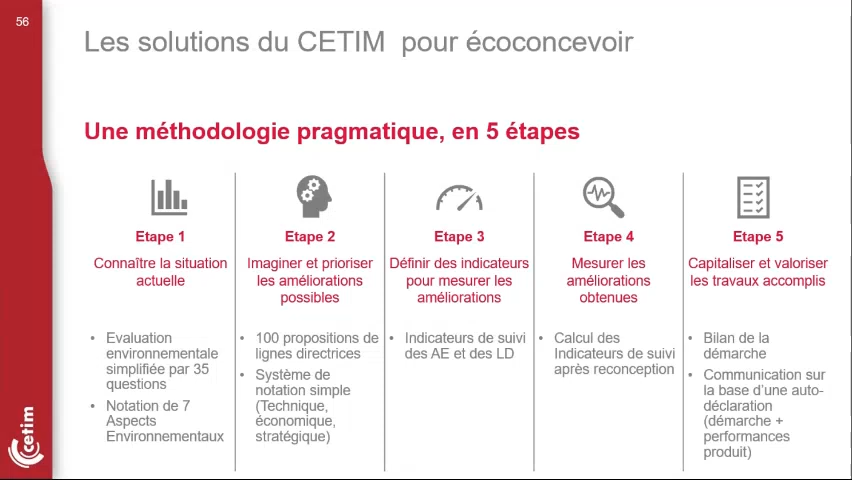 56
Les solutions du CETIM  pour écoconcevoir
Une méthodologie pragmatique, en 5 étapes
Etape 1
Connaître la situation
actuelle
• Evaluation
environnementale
simplifiée par 35
questions
• Notation de 7
Aspects
Environnementaux
Etape 2
Imaginer et prioriser
les améliorations
possibles
• 100 propositions de
lignes directrices
• Système de
notation simple
(Technique,
économique,
stratégique)
Etape 3
Définir des indicateurs
pour mesurer les
améliorations
• Indicateurs de suivi
des AE et des LD
Etape 4
Mesurer les
améliorations
obtenues
• Calcul des
Indicateurs de suivi
après reconception
Etape 5
Capitaliser et valoriser
les travaux accomplis
• Bilan de la
démarche
• Communication sur
la base d'une auto-
déclaration
(démarche +
performances
produit)
cetim